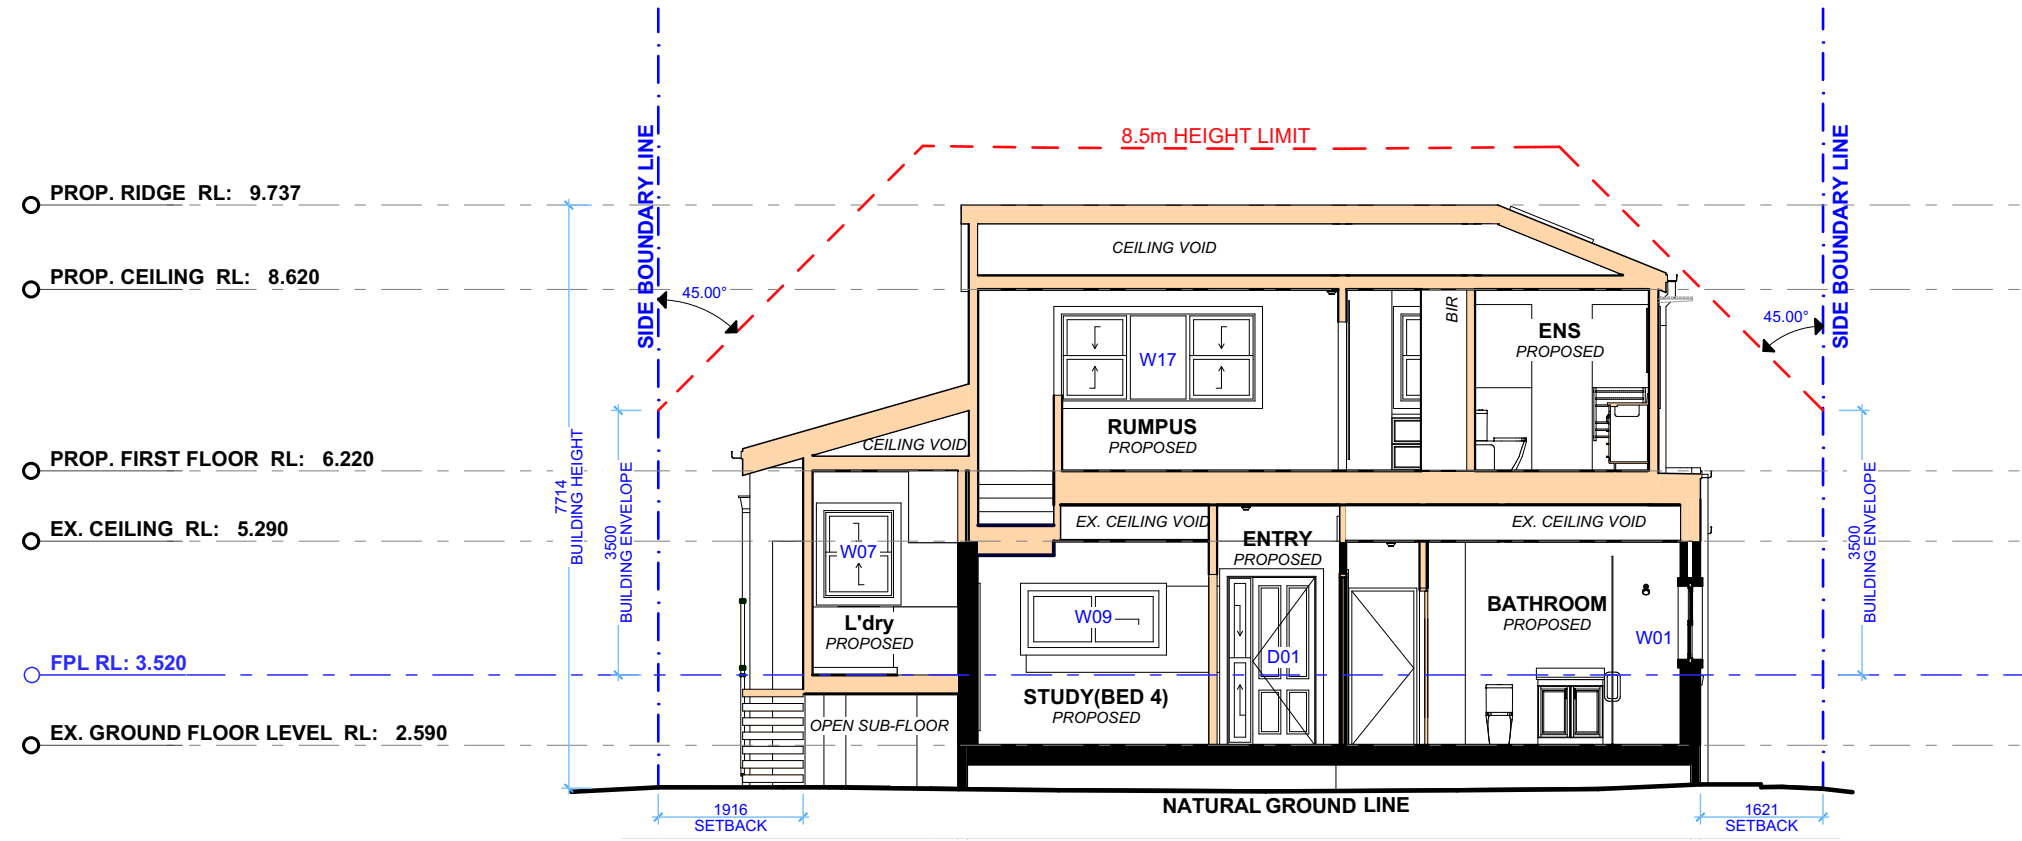 8.5m HEIGHT LIMIT
SIDE BOUNDARY LINE
SIDE BOUNDARY LINE
PROP. RIDGE RL: 9.737
PROP. CEILING RL: 8.620
CEILING VOID
45.00°
45.00°
BIR
ENS
PROPOSED
W17
RUMPUS
PROPOSED
CEILING VOID
PROP. FIRST FLOOR RL: 6.220
7714
BUILDING HEIGHT
3500
BUILDING ENVELOPE
3500
BUILDING ENVELOPE
EX. CEILING RL: 5.290
EX. CEILING VOID
EX. CEILING VOID
ENTRY
PROPOSED
W07
W09
BATHROOM
PROPOSED
L'dry
PROPOSED
W01
D01
FPL RL: 3.520
STUDY(BED 4)
PROPOSED
OPEN SUB-FLOOR
EX. GROUND FLOOR LEVEL RL: 2.590
NATURAL GROUND LINE
1916
SETBACK
1621
SETBACK